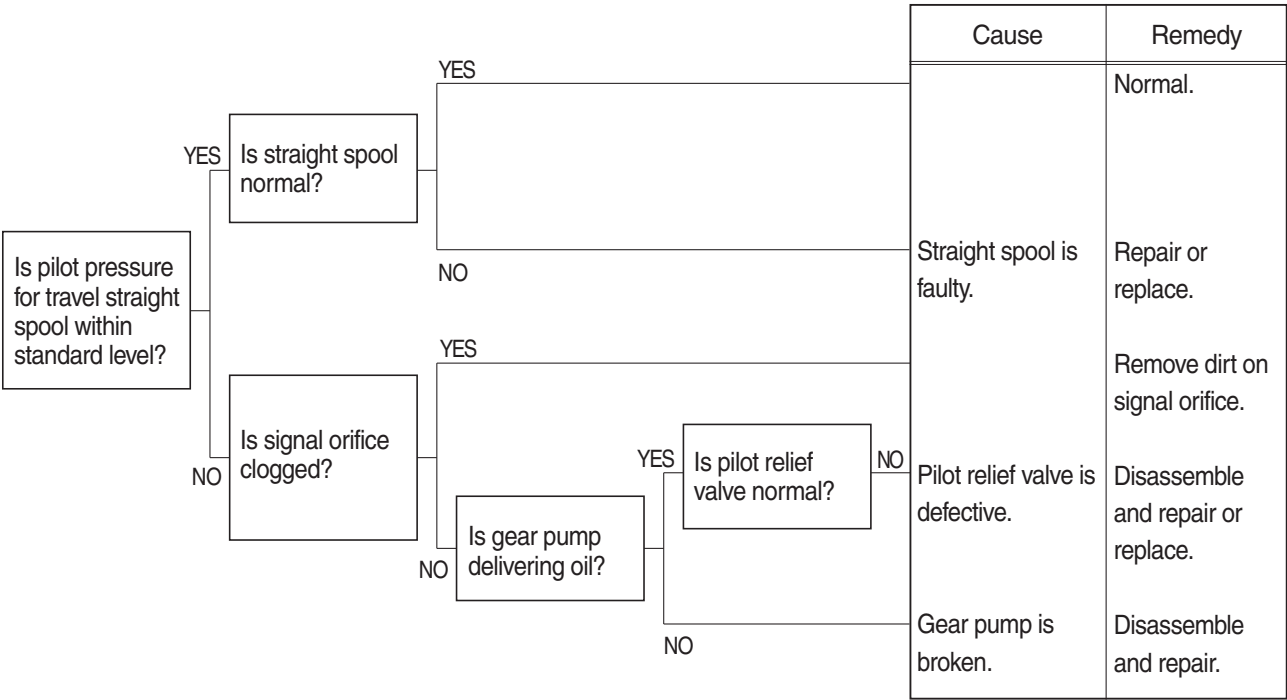 Cause
Remedy
YES
Normal.
YES
Is straight spool
normal?
Is pilot pressure
for travel straight
spool within
standard level?
NO
Straight spool is
faulty.
Repair or
replace.
YES
Remove dirt on
signal orifice.
NO
Is signal orifice
clogged?
YES
Is pilot relief
valve normal?
NO
Pilot relief valve is
defective.
Disassemble
and repair or
replace.
NO
Is gear pump
delivering oil?
NO
Gear pump is
broken.
Disassemble
and repair.